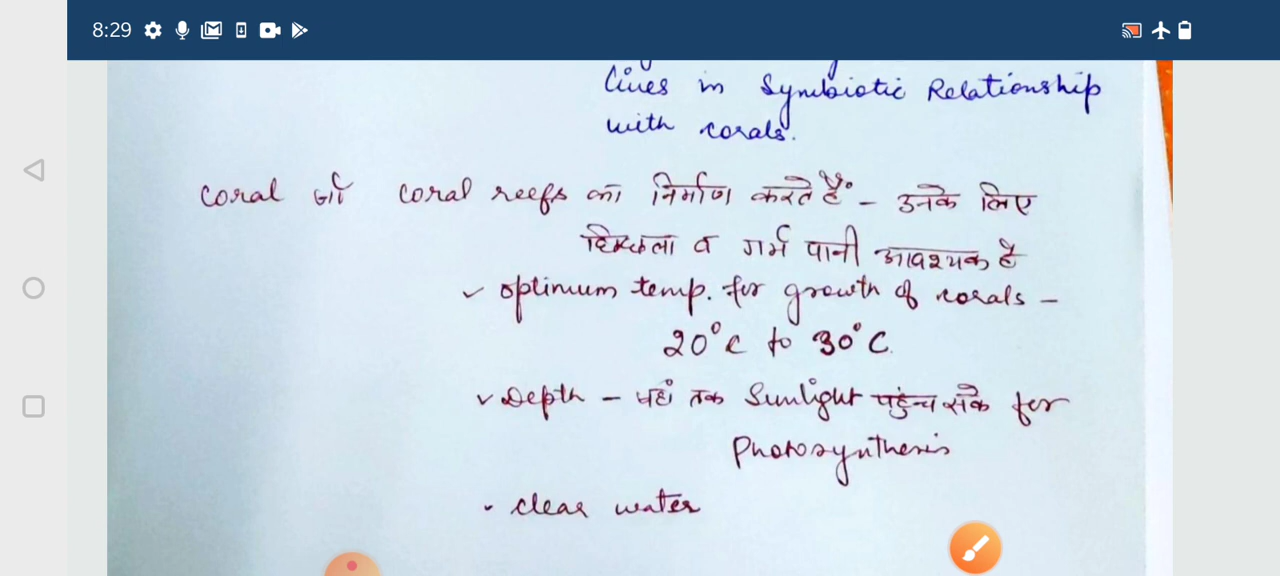 8:29
lives in Symbiotic Relationship
with corals.
coral जो coral reefs का निर्माण करते हैं - उनके लिए
छिछला व गर्म पानी आवश्यक है
✓ optimum temp. for growth of corals -
20°C to 30°C.
✓ Depth - जहाँ तक Sunlight पहुंच सके for
Photosynthesis
• clear water